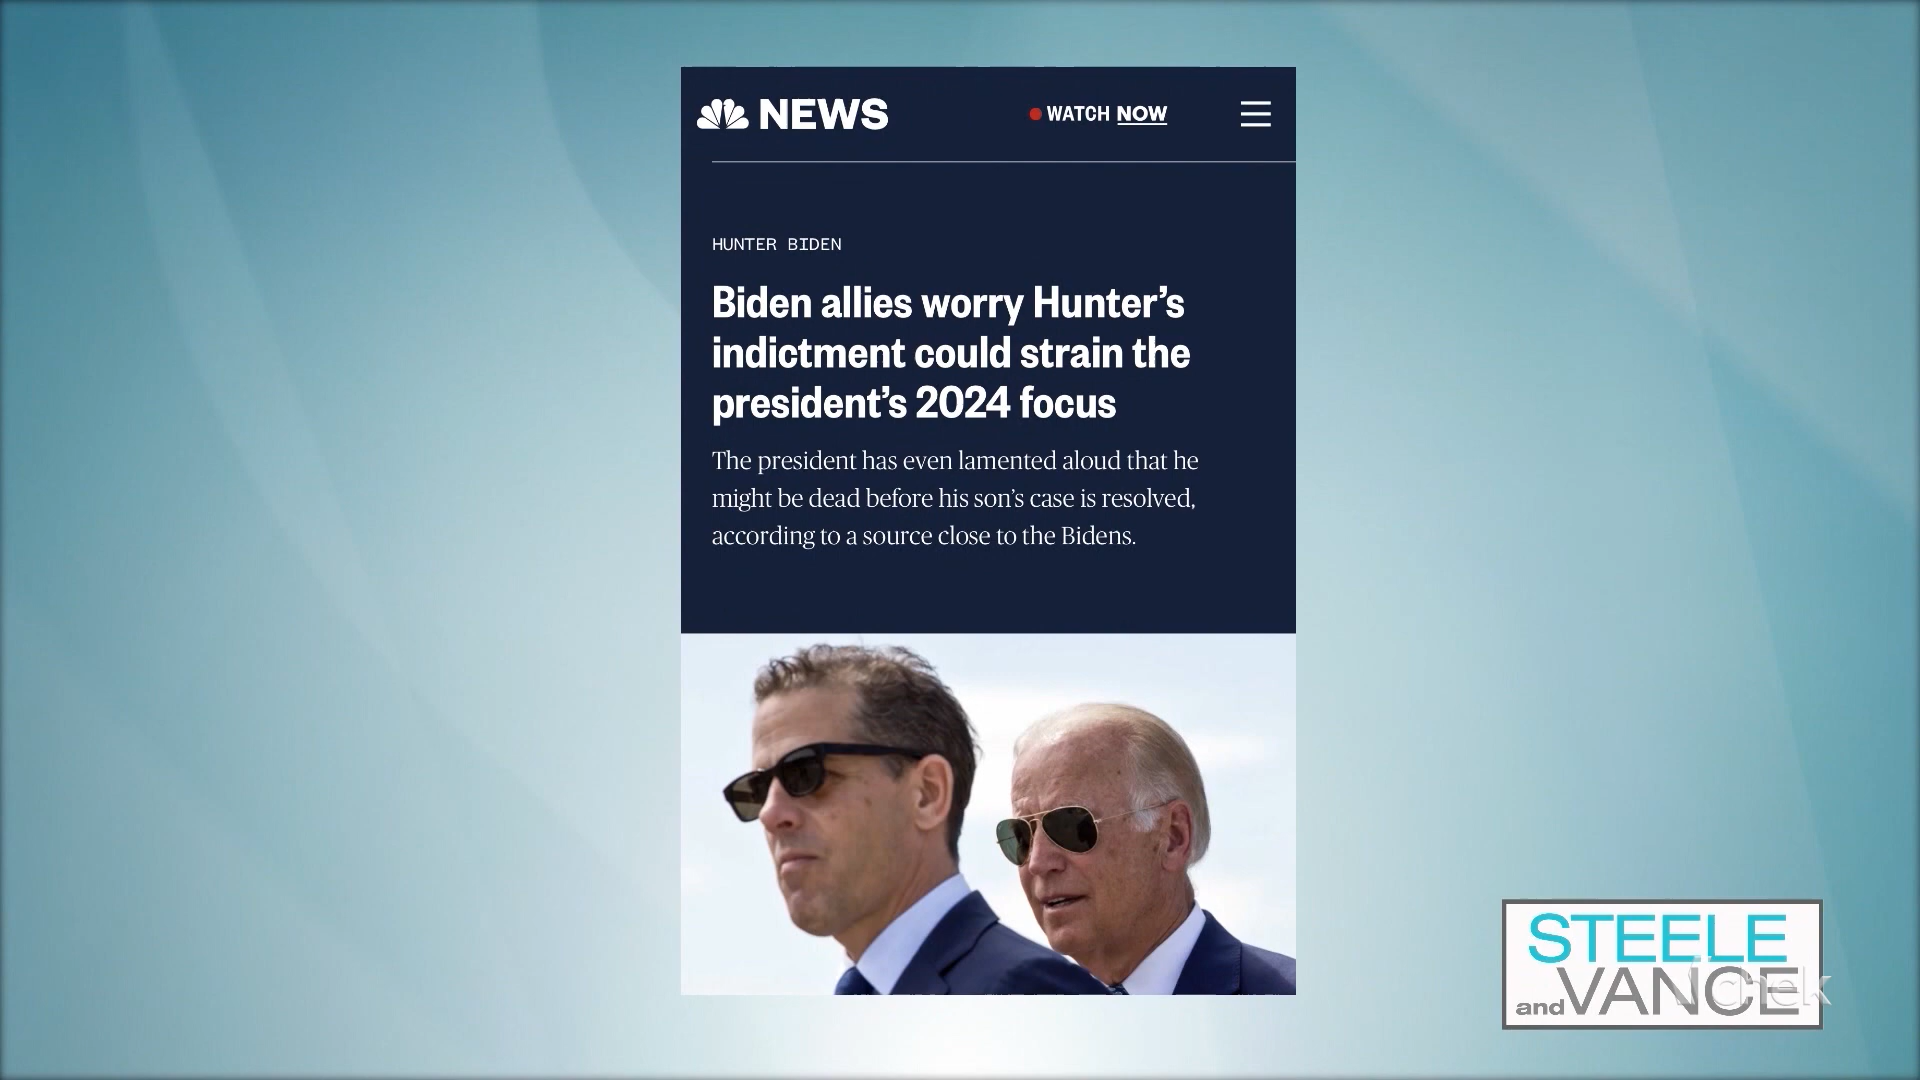 NEWS
WATCH NOW
HUNTER BIDEN
Biden allies worry Hunter’s
indictment could strain the
president’s 2024 focus
The president has even lamented aloud that he
might be dead before his son’s case is resolved,
according to a source close to the Bidens.
STEELE
and VANCE
chek